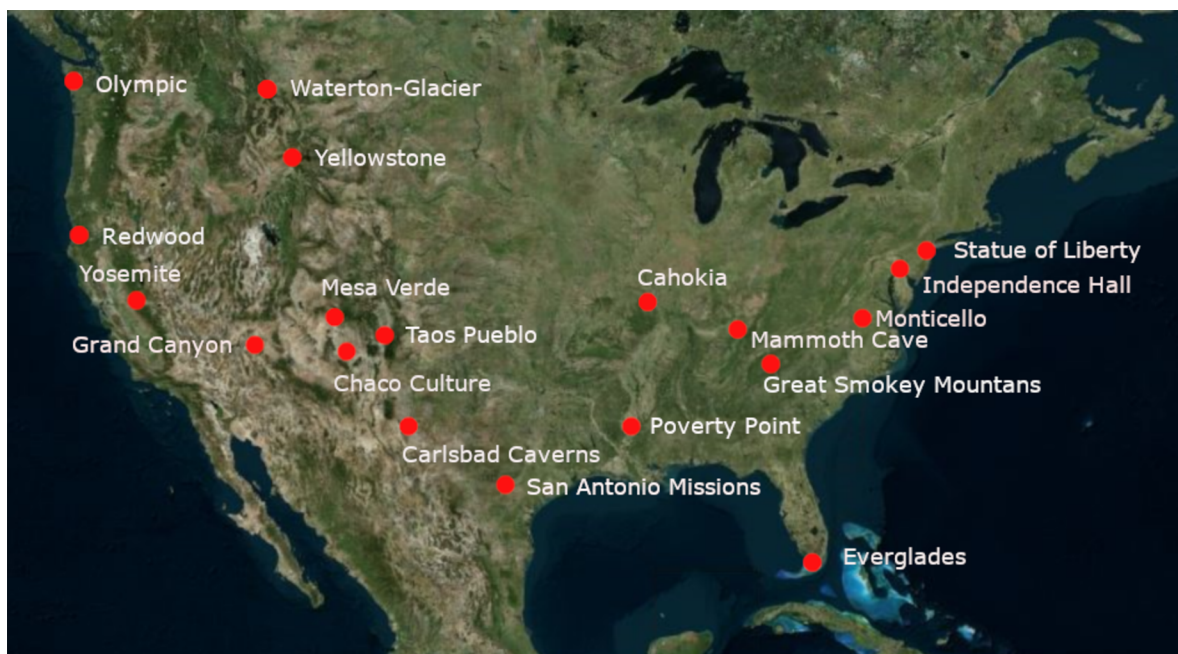 Olympic
Waterton-Glacier
Yellowstone
Redwood
Yosemite
Statue of Liberty
Cahokia
Independence Hall
Mesa Verde
Monticello
Taos Pueblo
Mammoth Cave
Grand Canyon
Chaco Culture
Great Smokey Mountans
Poverty Point
Carlsbad Caverns
San Antonio Missions
Everglades